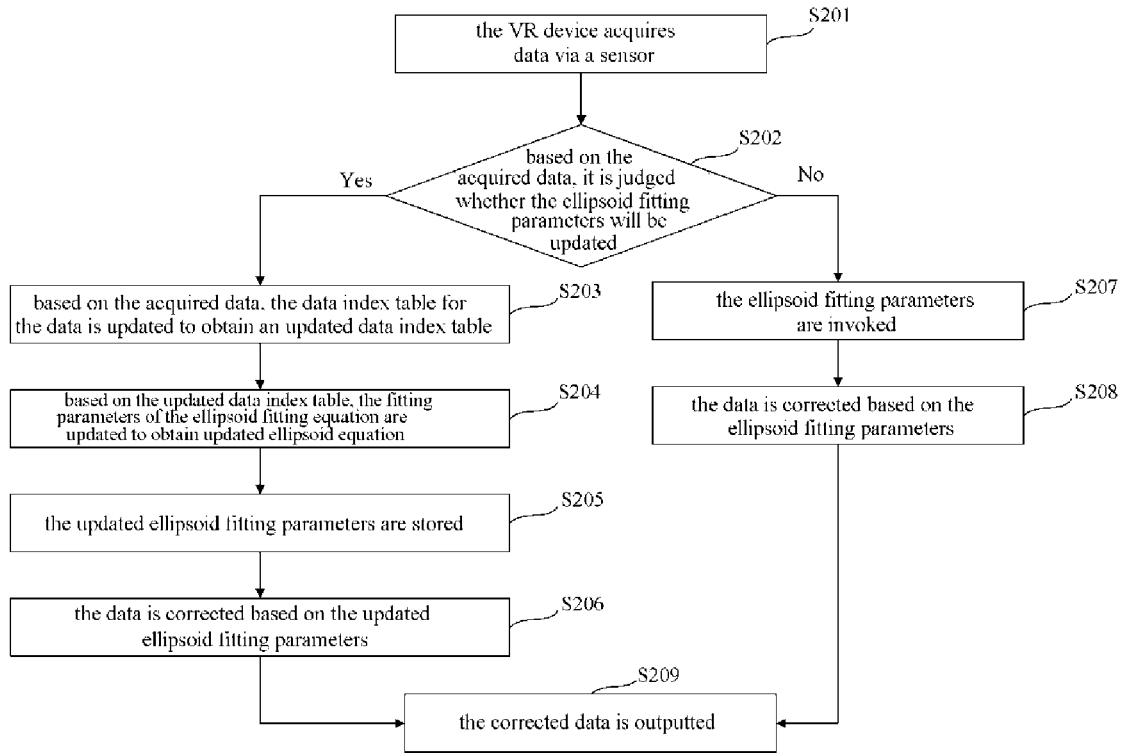 S201
the VR device acquires
data via a sensor
S202
based on the
acquired data, it is judged
whether the ellipsoid fitting
parameters will be
updated
Yes
No
S203
based on the acquired data, the data index table for
the data is updated to obtain an updated data index table
S207
the ellipsoid fitting parameters
are invoked
S204
based on the updated data index table, the fitting
parameters of the ellipsoid fitting equation are
updated to obtain updated ellipsoid equation
S208
the data is corrected based on the
ellipsoid fitting parameters
S205
the updated ellipsoid fitting parameters are stored
S206
the data is corrected based on the updated
ellipsoid fitting parameters
S209
the corrected data is outputted